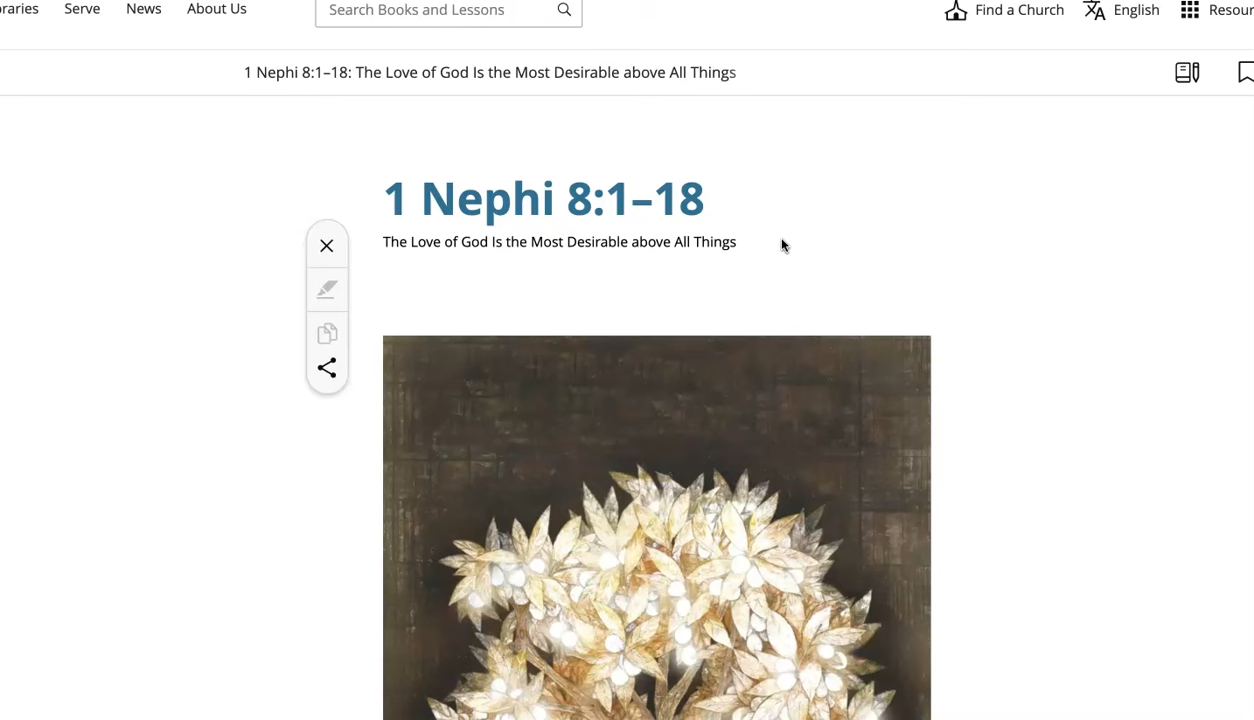 braries Serve News About Us Search Books and Lessons Find a Church English Resour
1 Nephi 8:1–18: The Love of God Is the Most Desirable above All Things
1 Nephi 8:1–18
The Love of God Is the Most Desirable above All Things